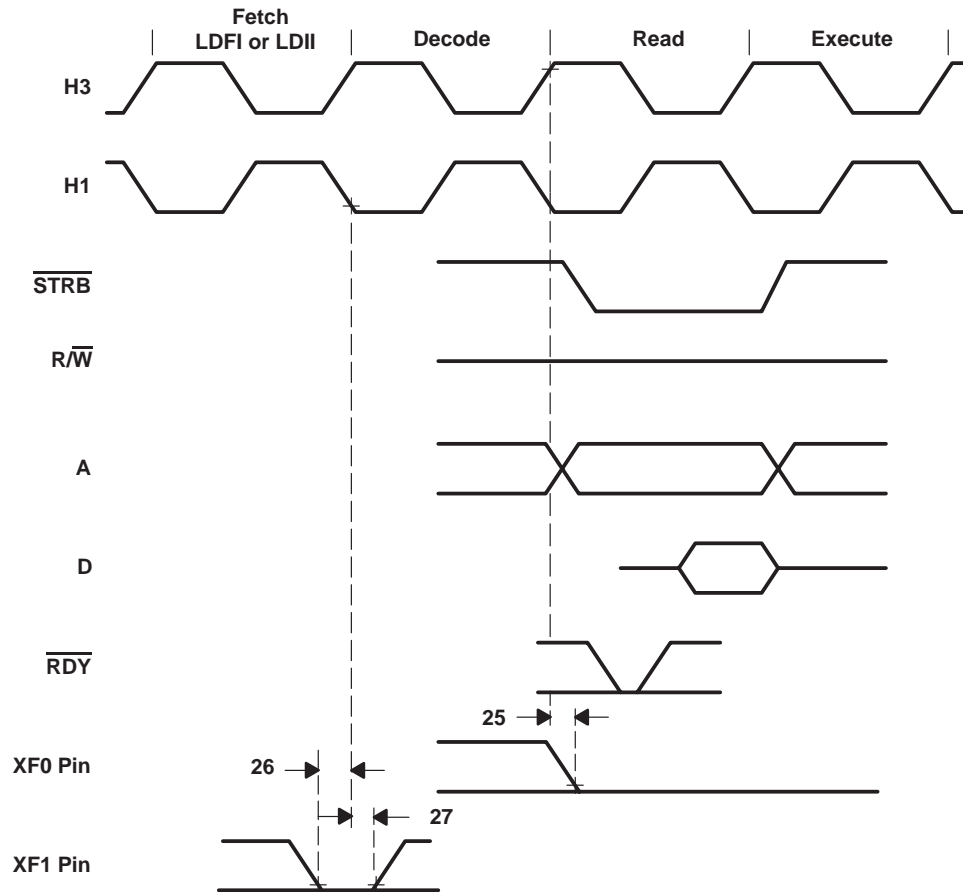 Fetch
LDFI or LDII
Decode
Read
Execute
H3
H1
STRB
R/W
A
D
RDY
25
XF0 Pin
26
27
XF1 Pin